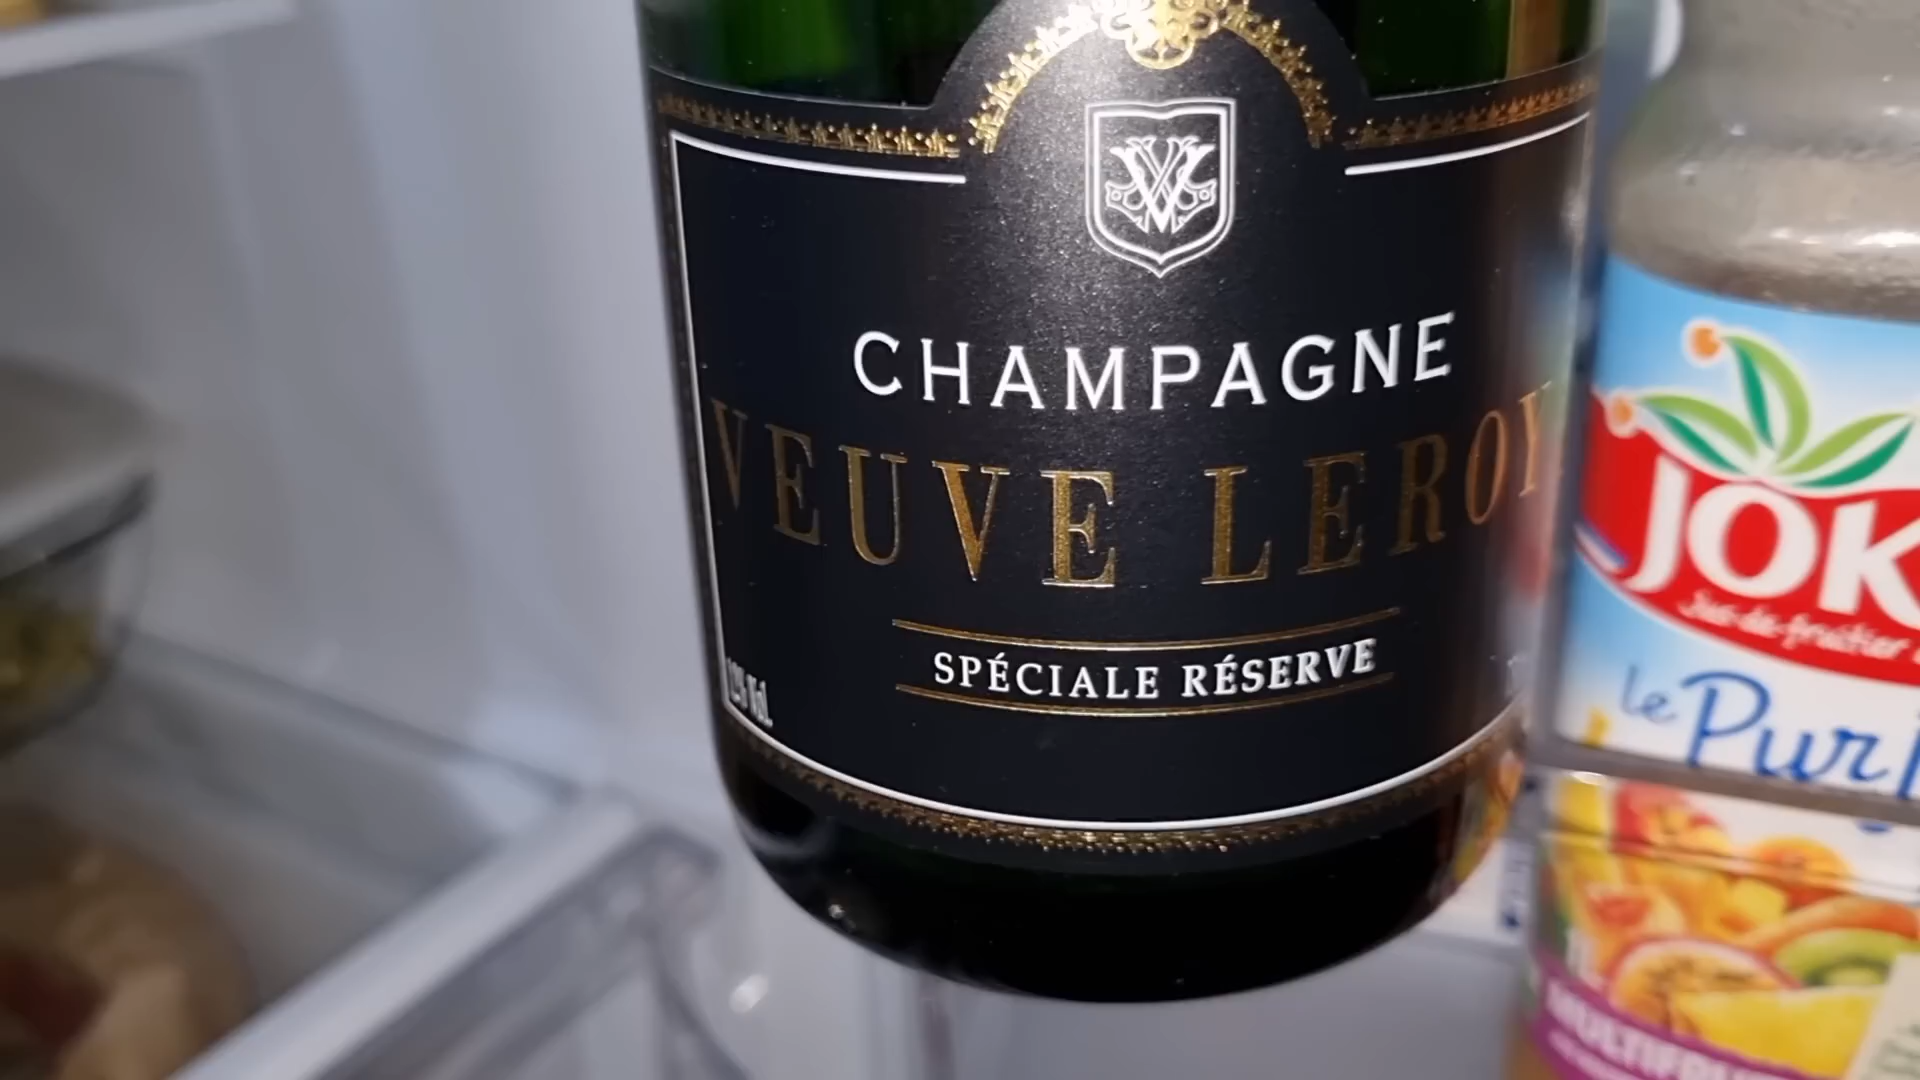 CHAMPAGNE
VEUVE LEROY
SPÉCIALE RÉSERVE
JOK
le Pur J